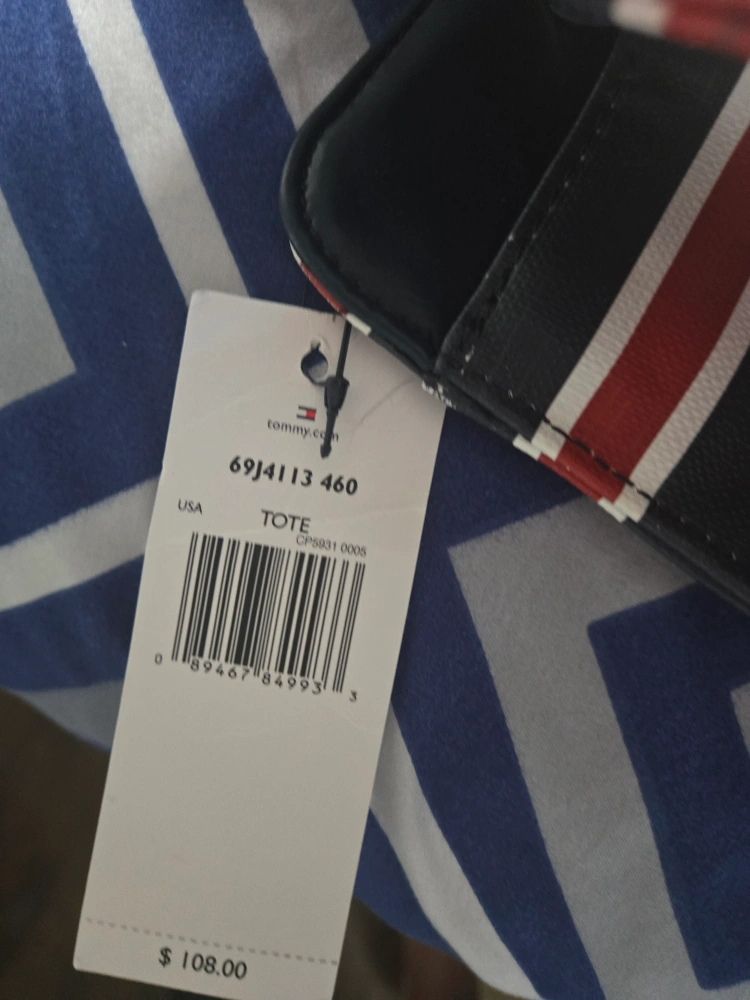 tommy.com
69J4113 460
USA
TOTE
CP5931 0005
0 89467 84993 3
$ 108.00